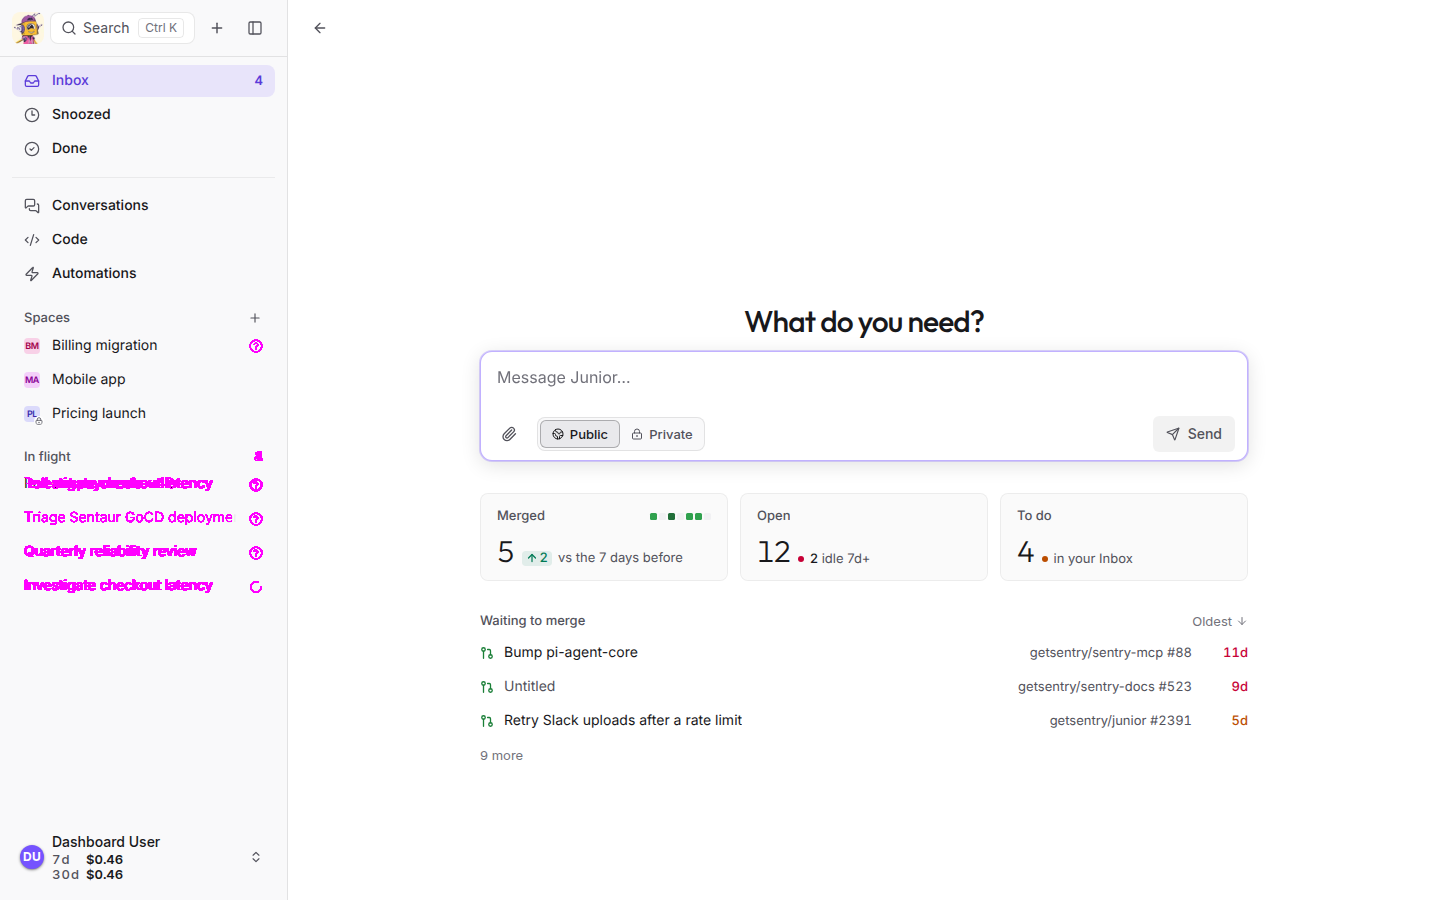 Search Ctrl K
Inbox 4
Snoozed
Done
Conversations
Code
Automations
Spaces
BM Billing migration
MA Mobile app
PL Pricing launch
In flight
Triage Sentaur GoCD deployme
Quarterly reliability review
Investigate checkout latency
DU Dashboard User
7d $0.46
30d $0.46
What do you need?
Message Junior...
Public Private Send
Merged
5 2 vs the 7 days before
Open
12 2 idle 7d+
To do
4 in your Inbox
Waiting to merge Oldest
Bump pi-agent-core getsentry/sentry-mcp #88 11d
Untitled getsentry/sentry-docs #523 9d
Retry Slack uploads after a rate limit getsentry/junior #2391 5d
9 more